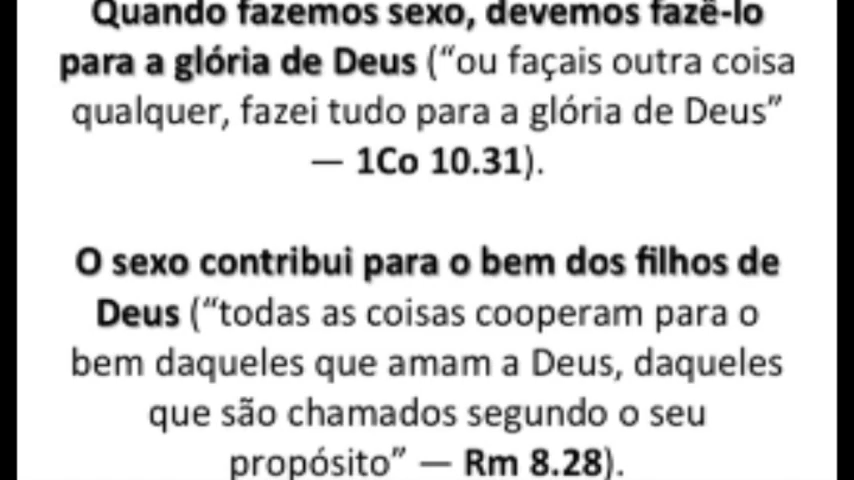 Quando fazemos sexo, devemos fazê-lo
para a glória de Deus (“ou façais outra coisa
qualquer, fazei tudo para a glória de Deus”
— 1Co 10.31).
O sexo contribui para o bem dos filhos de
Deus (“todas as coisas cooperam para o
bem daqueles que amam a Deus, daqueles
que são chamados segundo o seu
propósito” — Rm 8.28).